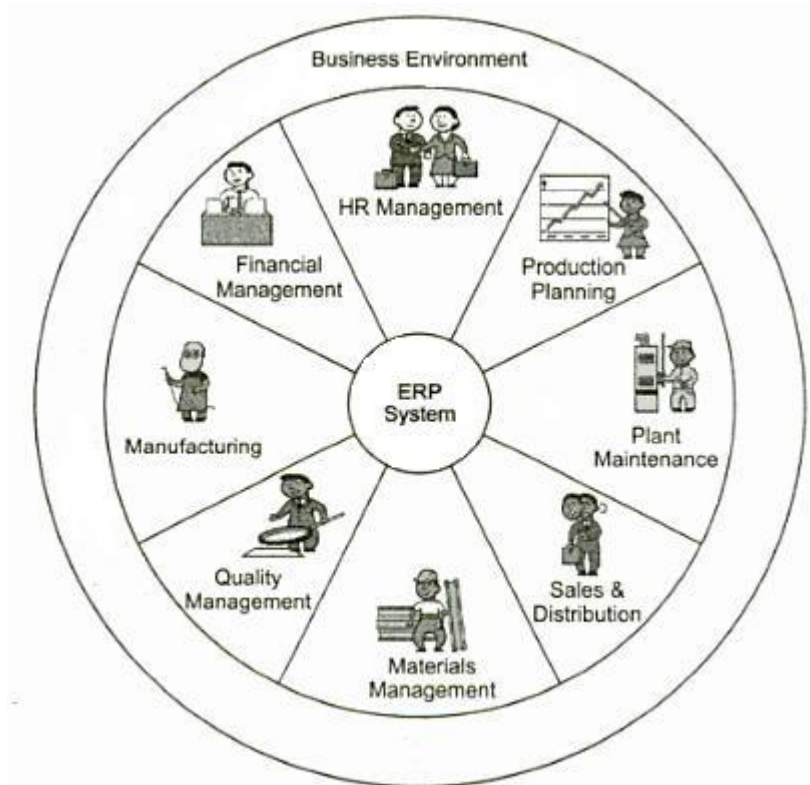 Business Environment
HR Management
Financial
Management
Production
Planning
ERP
System
Manufacturing
Plant
Maintenance
Quality
Management
Sales &
Distribution
Materials
Management